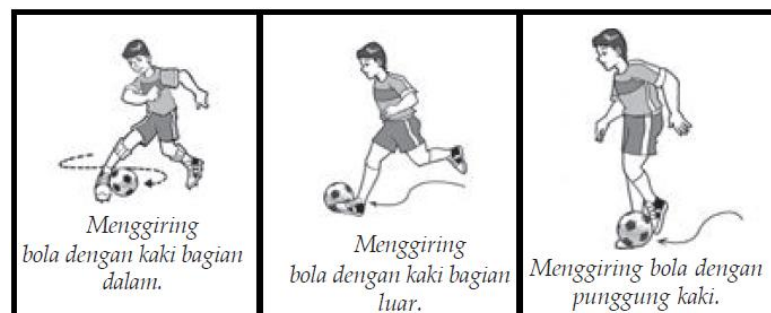 Menggiring
bola dengan kaki bagian
dalam.
Menggiring
bola dengan kaki bagian
luar.
Menggiring bola dengan
punggung kaki.